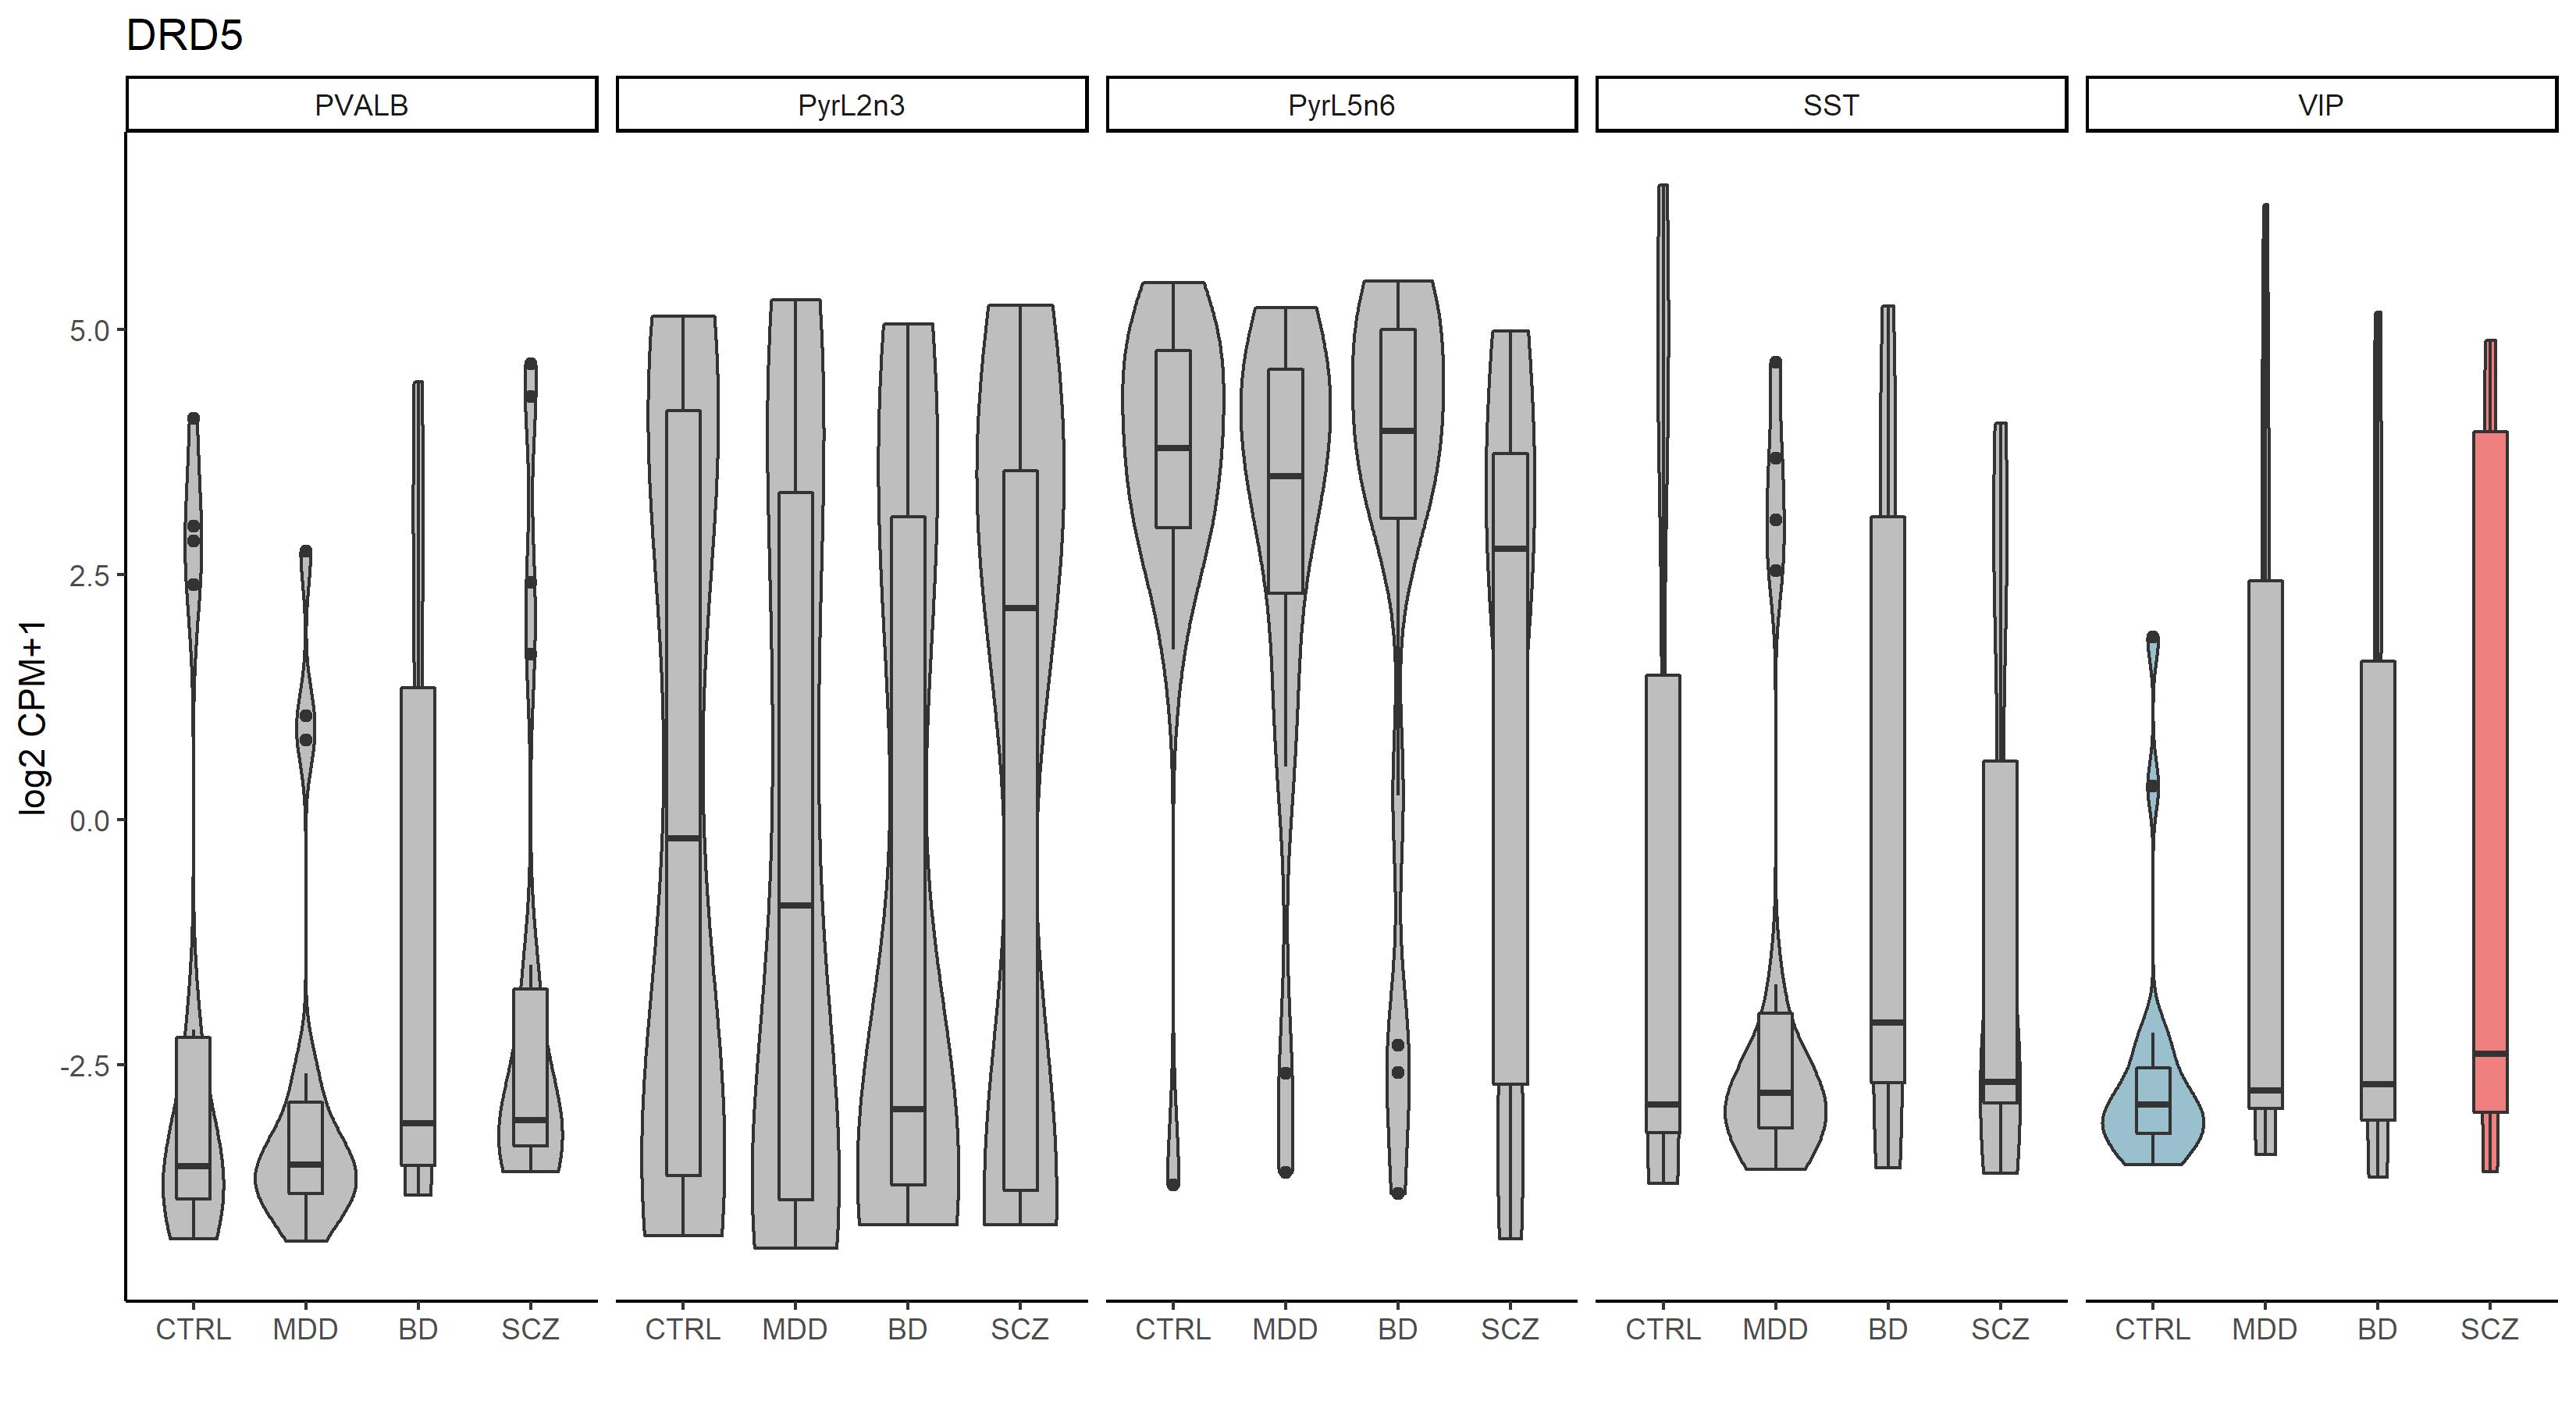 DRD5
PVALB PyrL2n3 PyrL5n6 SST VIP
log2 CPM+1
5.0
2.5
0.0
-2.5
CTRL MDD BD SCZ CTRL MDD BD SCZ CTRL MDD BD SCZ CTRL MDD BD SCZ CTRL MDD BD SCZ